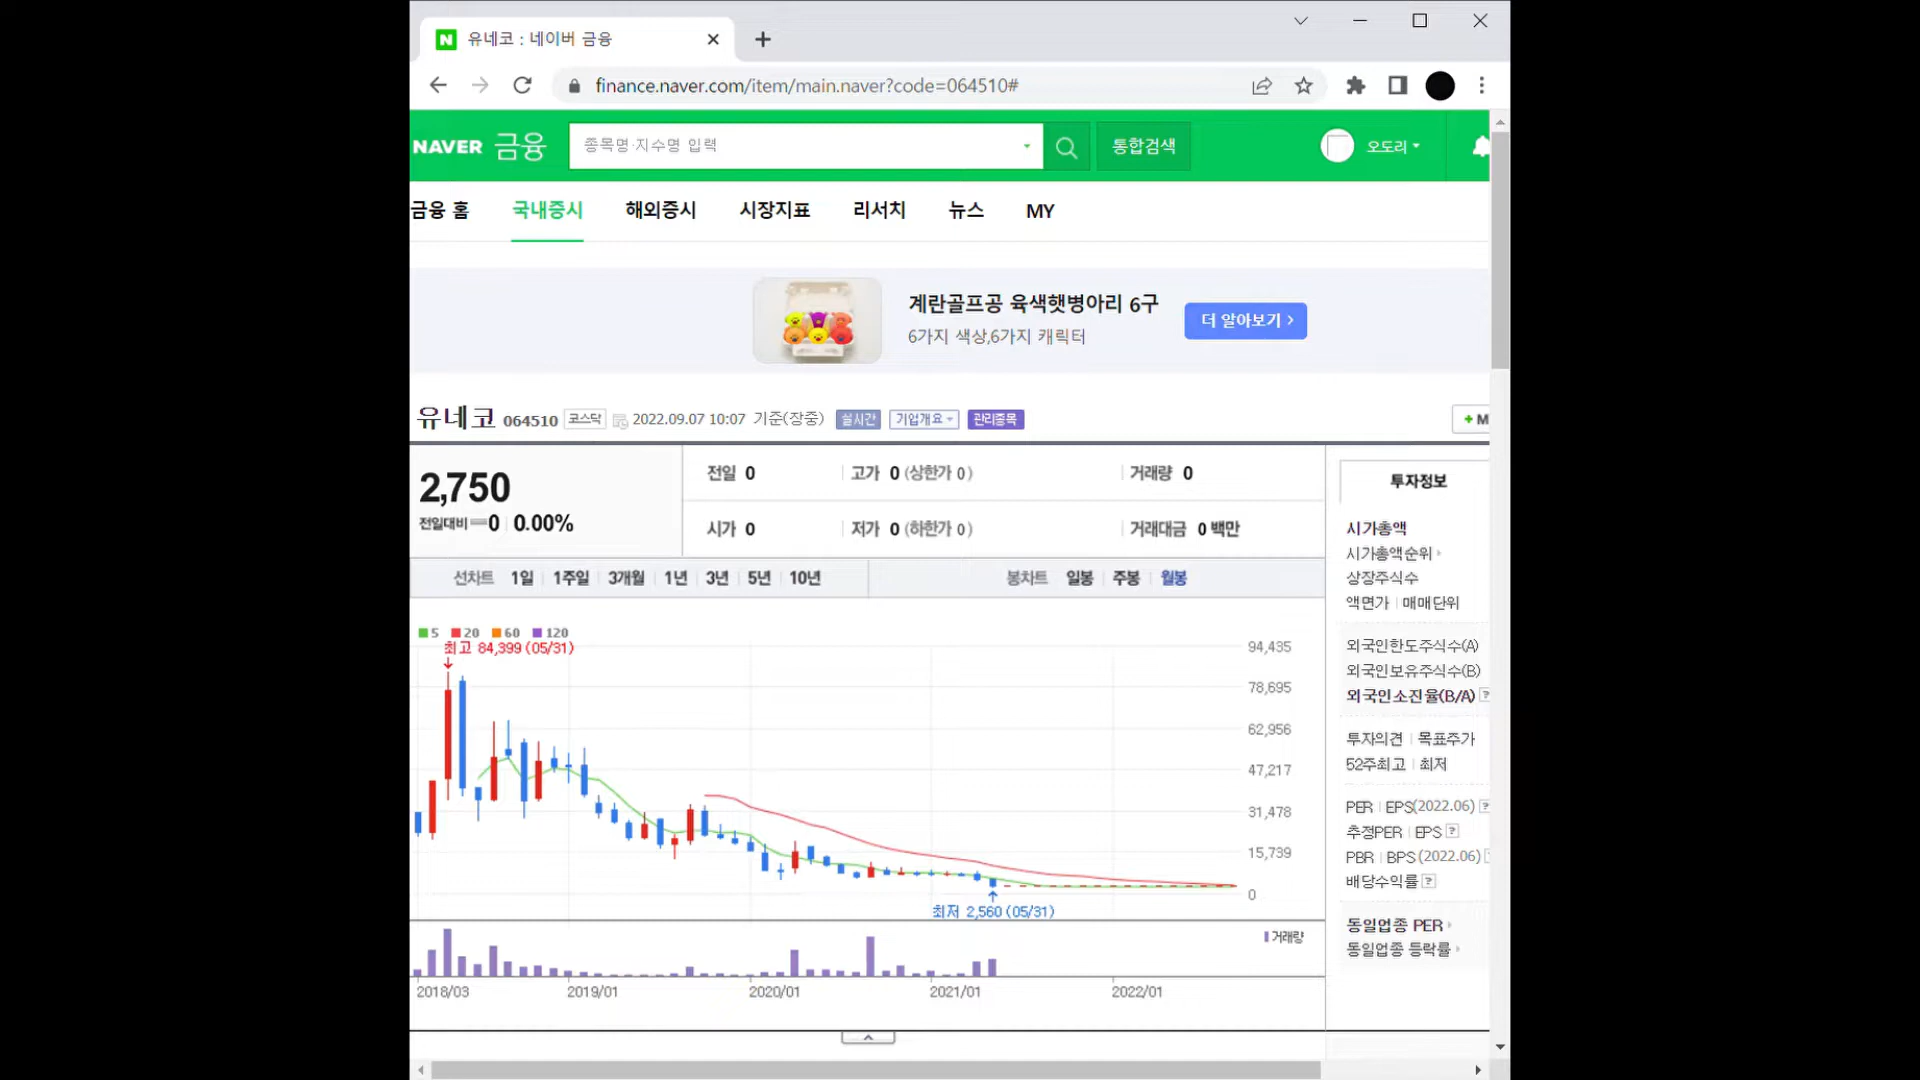 유네코 : 네이버 금융
finance.naver.com/item/main.naver?code=064510#
NAVER 금융
종목명·지수명 입력
통합검색
오토리
금융 홈 국내증시 해외증시 시장지표 리서치 뉴스 MY
계란골프공 육색햇병아리 6구
6가지 색상,6가지 캐릭터
더 알아보기 >
유네코 064510 코스닥 2022.09.07 10:07 기준(장중) 실시간 기업개요 관리종목
+ M
2,750
전일대비 0 0.00%
전일 0 고가 0 (상한가 0) 거래량 0
시가 0 저가 0 (하한가 0) 거래대금 0 백만
선차트 1일 1주일 3개월 1년 3년 5년 10년 봉차트 일봉 주봉 월봉
5 20 60 120
최고 84,399 (05/31)
94,435
78,695
62,956
47,217
31,478
15,739
0
최저 2,560 (05/31)
거래량
2018/03 2019/01 2020/01 2021/01 2022/01
투자정보
시가총액
시가총액순위
상장주식수
액면가 매매단위
외국인한도주식수(A)
외국인보유주식수(B)
외국인소진율(B/A) ?
투자의견 목표주가
52주최고 최저
PER EPS(2022.06) ?
추정PER EPS ?
PBR BPS (2022.06)
배당수익률 ?
동일업종 PER
동일업종 등락률